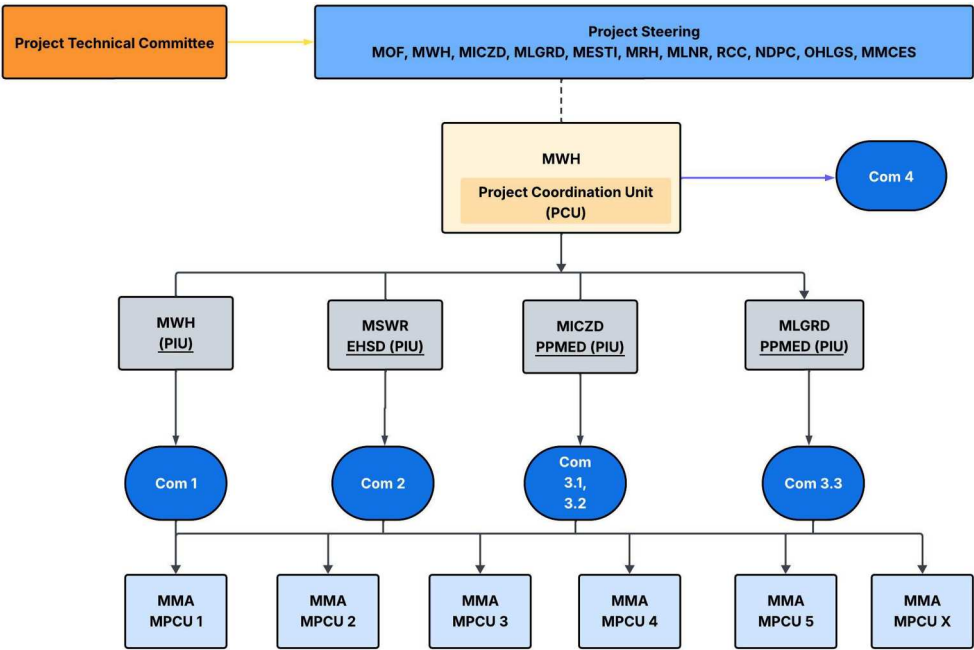 Project Technical Committee
Project Steering
MOF, MWH, MICZD, MLGRD, MESTI, MRH, MLNR, RCC, NDPC, OHLGS, MMCES
MWH
Project Coordination Unit
(PCU)
Com 4
MWH
(PIU)
MSWR
EHSD (PIU)
MICZD
PPMED (PIU)
MLGRD
PPMED (PIU)
Com 1
Com 2
Com
3.1,
3.2
Com 3.3
MMA
MPCU 1
MMA
MPCU 2
MMA
MPCU 3
MMA
MPCU 4
MMA
MPCU 5
MMA
MPCU X